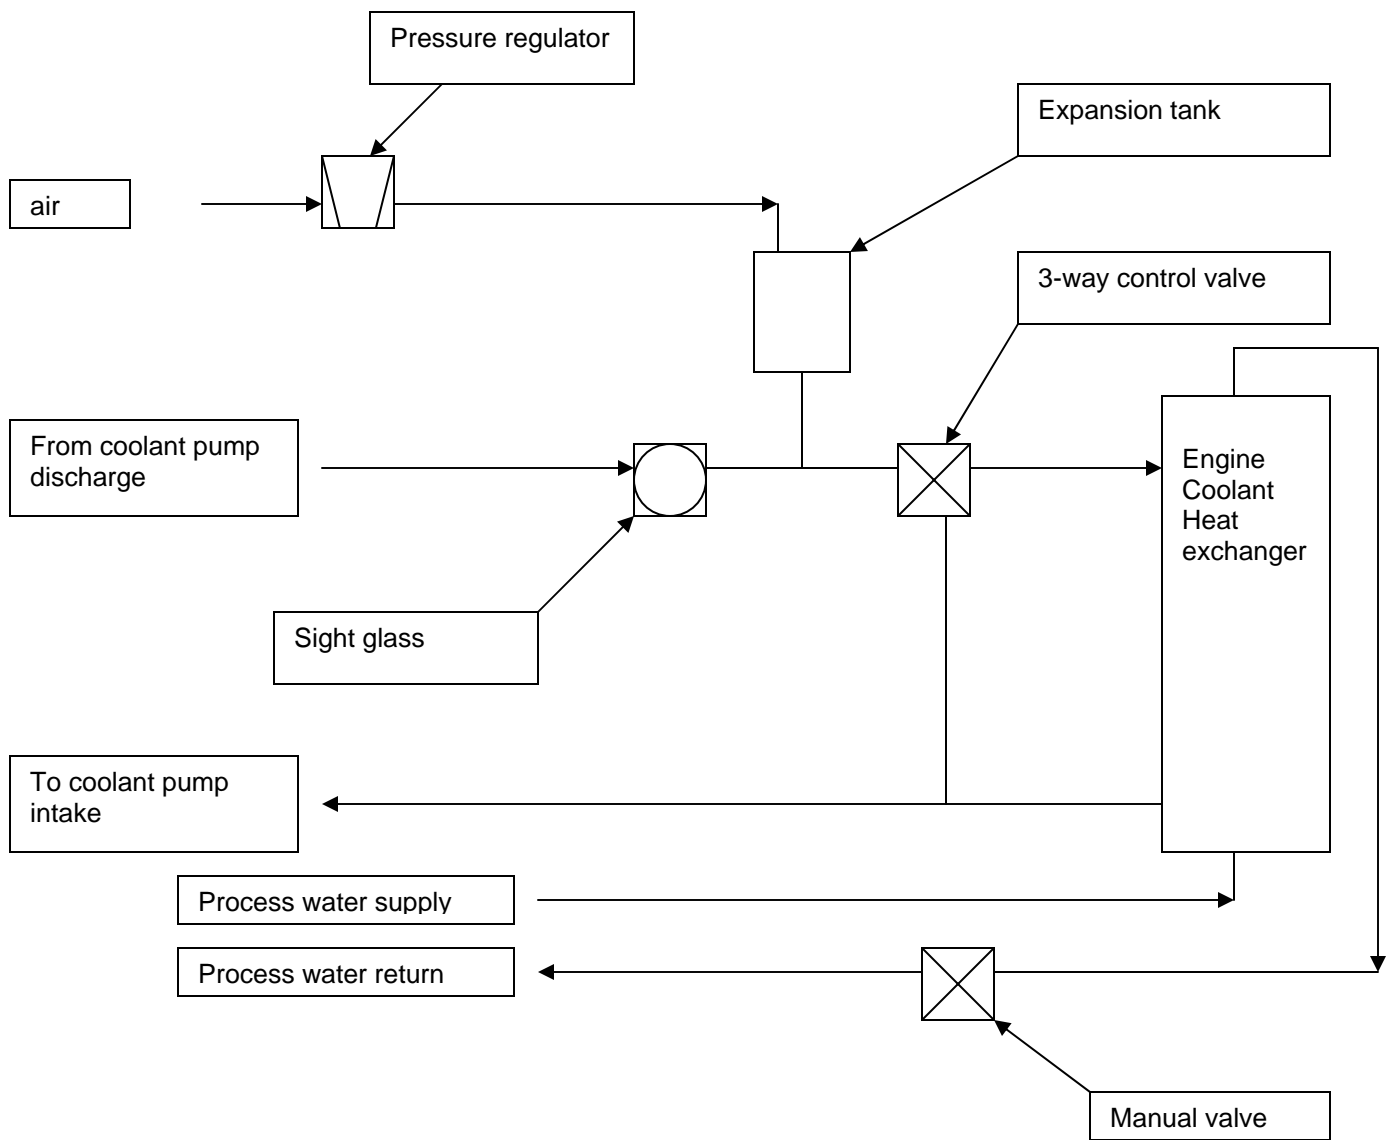 Pressure regulator
Expansion tank
air
3-way control valve
From coolant pump
discharge
Engine
Coolant
Heat
exchanger
Sight glass
To coolant pump
intake
Process water supply
Process water return
Manual valve